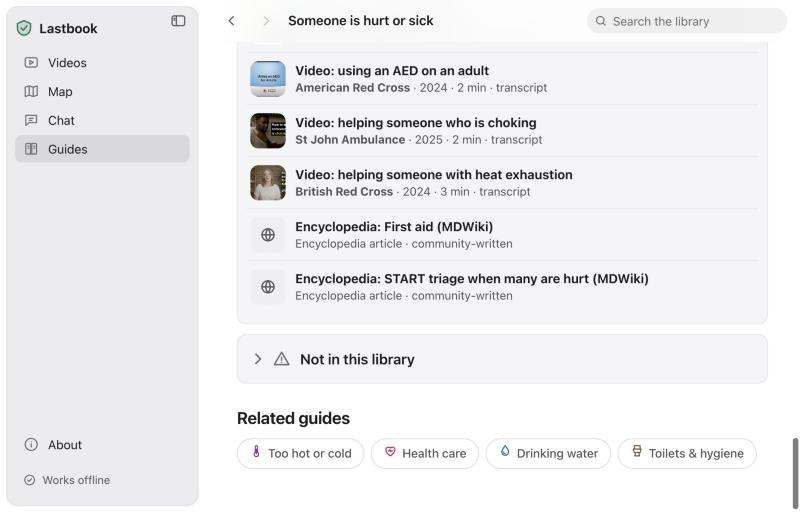 Lastbook
Videos
Map
Chat
Guides
About
Works offline
Someone is hurt or sick
Search the library
Video: using an AED on an adult
American Red Cross · 2024 · 2 min · transcript
Video: helping someone who is choking
St John Ambulance · 2025 · 2 min · transcript
Video: helping someone with heat exhaustion
British Red Cross · 2024 · 3 min · transcript
Encyclopedia: First aid (MDWiki)
Encyclopedia article · community-written
Encyclopedia: START triage when many are hurt (MDWiki)
Encyclopedia article · community-written
Not in this library
Related guides
Too hot or cold
Health care
Drinking water
Toilets & hygiene